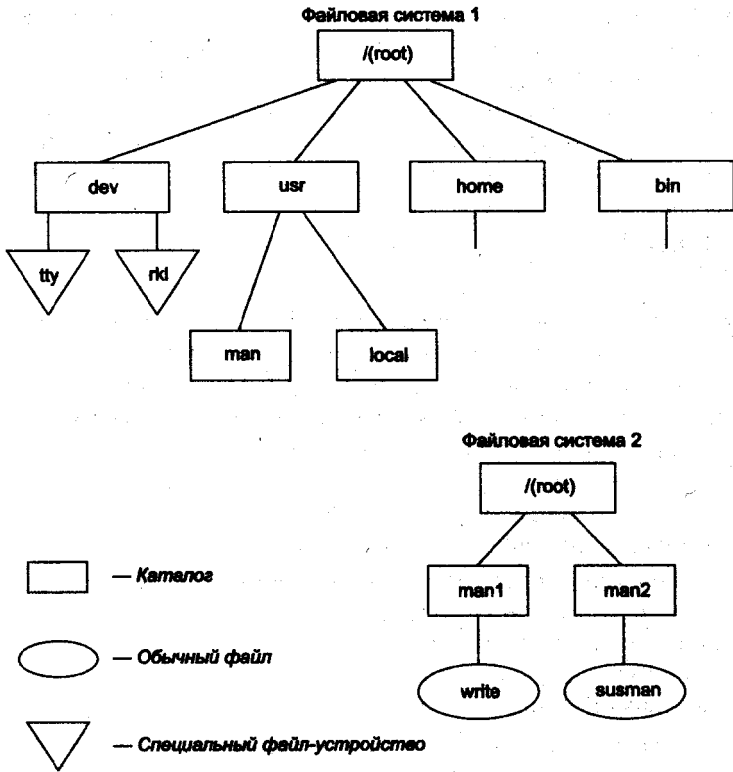 Файловая система 1
/(root)
dev
usr
home
bin
tty
rkl
man
local
Файловая система 2
/(root)
— Каталог
man1
man2
— Обычный файл
write
susman
— Специальный файл-устройство